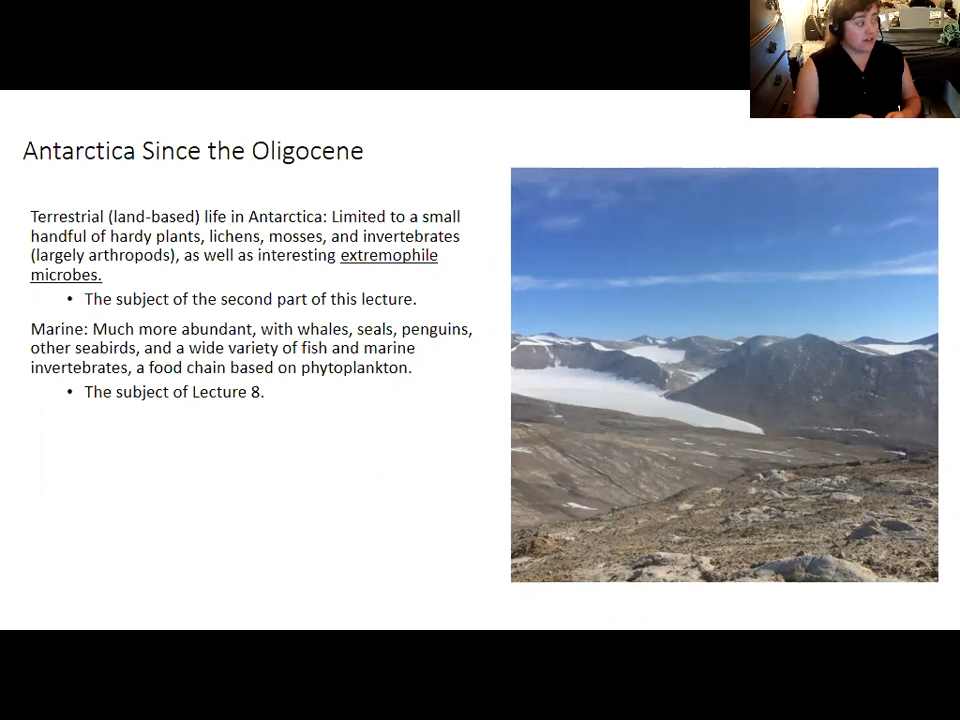 Antarctica Since the Oligocene
Terrestrial (land-based) life in Antarctica: Limited to a small
handful of hardy plants, lichens, mosses, and invertebrates
(largely arthropods), as well as interesting extremophile
microbes.
• The subject of the second part of this lecture.
Marine: Much more abundant, with whales, seals, penguins,
other seabirds, and a wide variety of fish and marine
invertebrates, a food chain based on phytoplankton.
• The subject of Lecture 8.